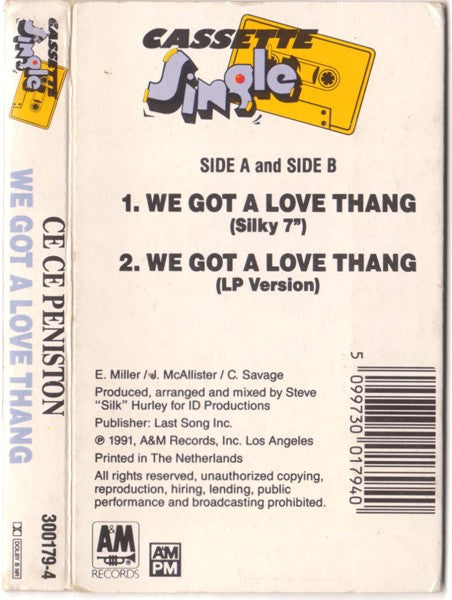 CASSETTE
Single
SIDE A and SIDE B
1. WE GOT A LOVE THANG
(Silky 7")
2. WE GOT A LOVE THANG
(LP Version)
E. Miller / J. McAllister / C. Savage
Produced, arranged and mixed by Steve
"Silk" Hurley for ID Productions
Publisher: Last Song Inc.
℗ 1991, A&M Records, Inc. Los Angeles
Printed in The Netherlands
All rights reserved, unauthorized copying,
reproduction, hiring, lending, public
performance and broadcasting prohibited.
A&M
RECORDS
AM
PM
5 099730 017940
CASSETTE
Single
CE CE PENISTON
WE GOT A LOVE THANG
300179-4
DOLBY B NR